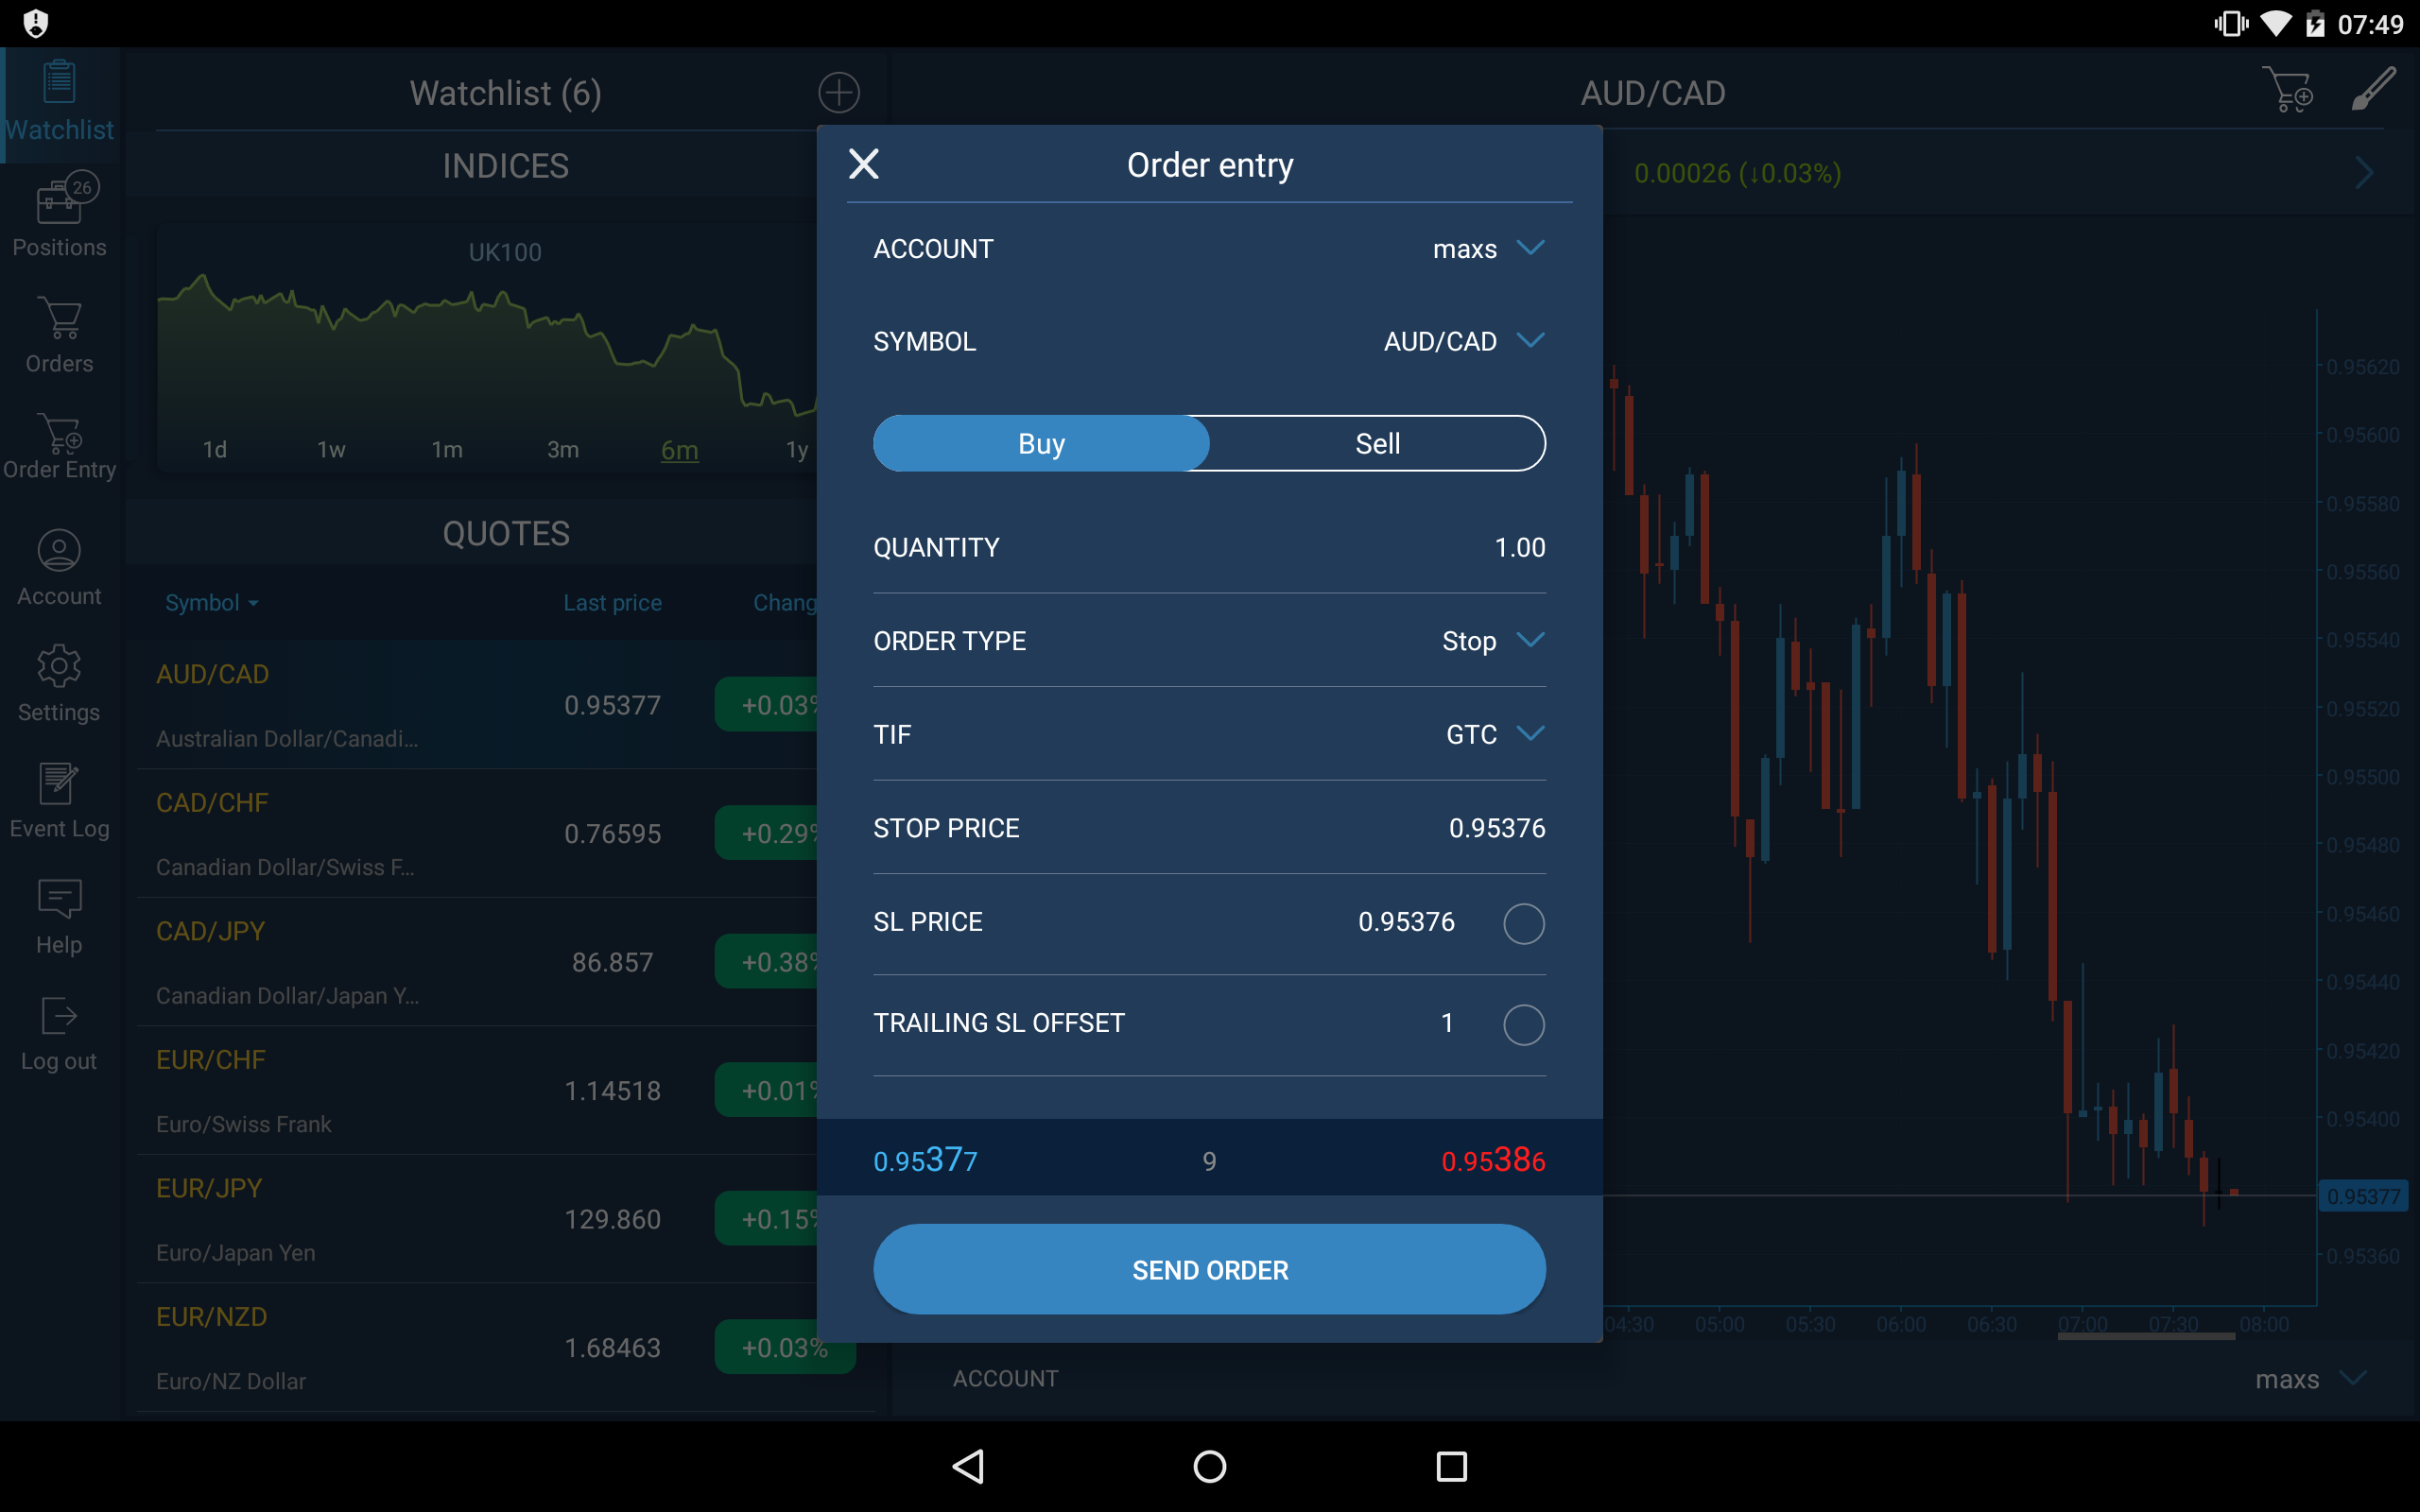 07:49
Watchlist
26
Positions
Orders
Order Entry
Account
Settings
Event Log
Help
Log out
Watchlist (6)
INDICES
UK100
1d 1w 1m 3m 6m 1y
QUOTES
Symbol Last price Chang
AUD/CAD
0.95377 +0.03%
Australian Dollar/Canadi...
CAD/CHF
0.76595 +0.29%
Canadian Dollar/Swiss F...
CAD/JPY
86.857 +0.38%
Canadian Dollar/Japan Y...
EUR/CHF
1.14518 +0.01%
Euro/Swiss Frank
EUR/JPY
129.860 +0.15%
Euro/Japan Yen
EUR/NZD
1.68463 +0.03%
Euro/NZ Dollar
Order entry
ACCOUNT maxs
SYMBOL AUD/CAD
Buy Sell
QUANTITY 1.00
ORDER TYPE Stop
TIF GTC
STOP PRICE 0.95376
SL PRICE 0.95376
TRAILING SL OFFSET 1
0.95377 9 0.95386
SEND ORDER
AUD/CAD
0.00026 (↓0.03%)
0.95620
0.95600
0.95580
0.95560
0.95540
0.95520
0.95500
0.95480
0.95460
0.95440
0.95420
0.95400
0.95377
0.95360
04:30 05:00 05:30 06:00 06:30 07:00 07:30 08:00
ACCOUNT maxs